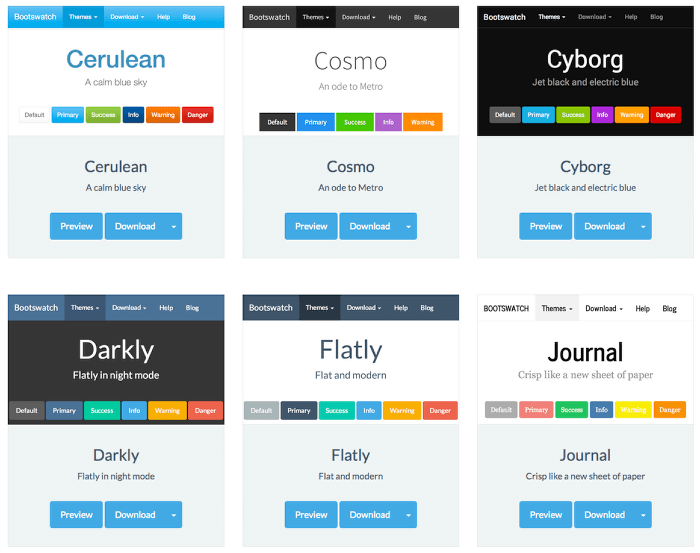 Bootswatch Themes Download Help Blog
Cerulean
A calm blue sky
Default Primary Success Info Warning Danger
Cerulean
A calm blue sky
Preview Download
Bootswatch Themes Download Help Blog
Cosmo
An ode to Metro
Default Primary Success Info Warning
Cosmo
An ode to Metro
Preview Download
Bootswatch Themes Download Help Blog
Cyborg
Jet black and electric blue
Default Primary Success Info Warning Danger
Cyborg
Jet black and electric blue
Preview Download
Bootswatch Themes Download Help Blog
Darkly
Flatly in night mode
Default Primary Success Info Warning Danger
Darkly
Flatly in night mode
Preview Download
Bootswatch Themes Download Help Blog
Flatly
Flat and modern
Default Primary Success Info Warning Danger
Flatly
Flat and modern
Preview Download
BOOTSWATCH Themes Download Help Blog
Journal
Crisp like a new sheet of paper
Default Primary Success Info Warning Danger
Journal
Crisp like a new sheet of paper
Preview Download